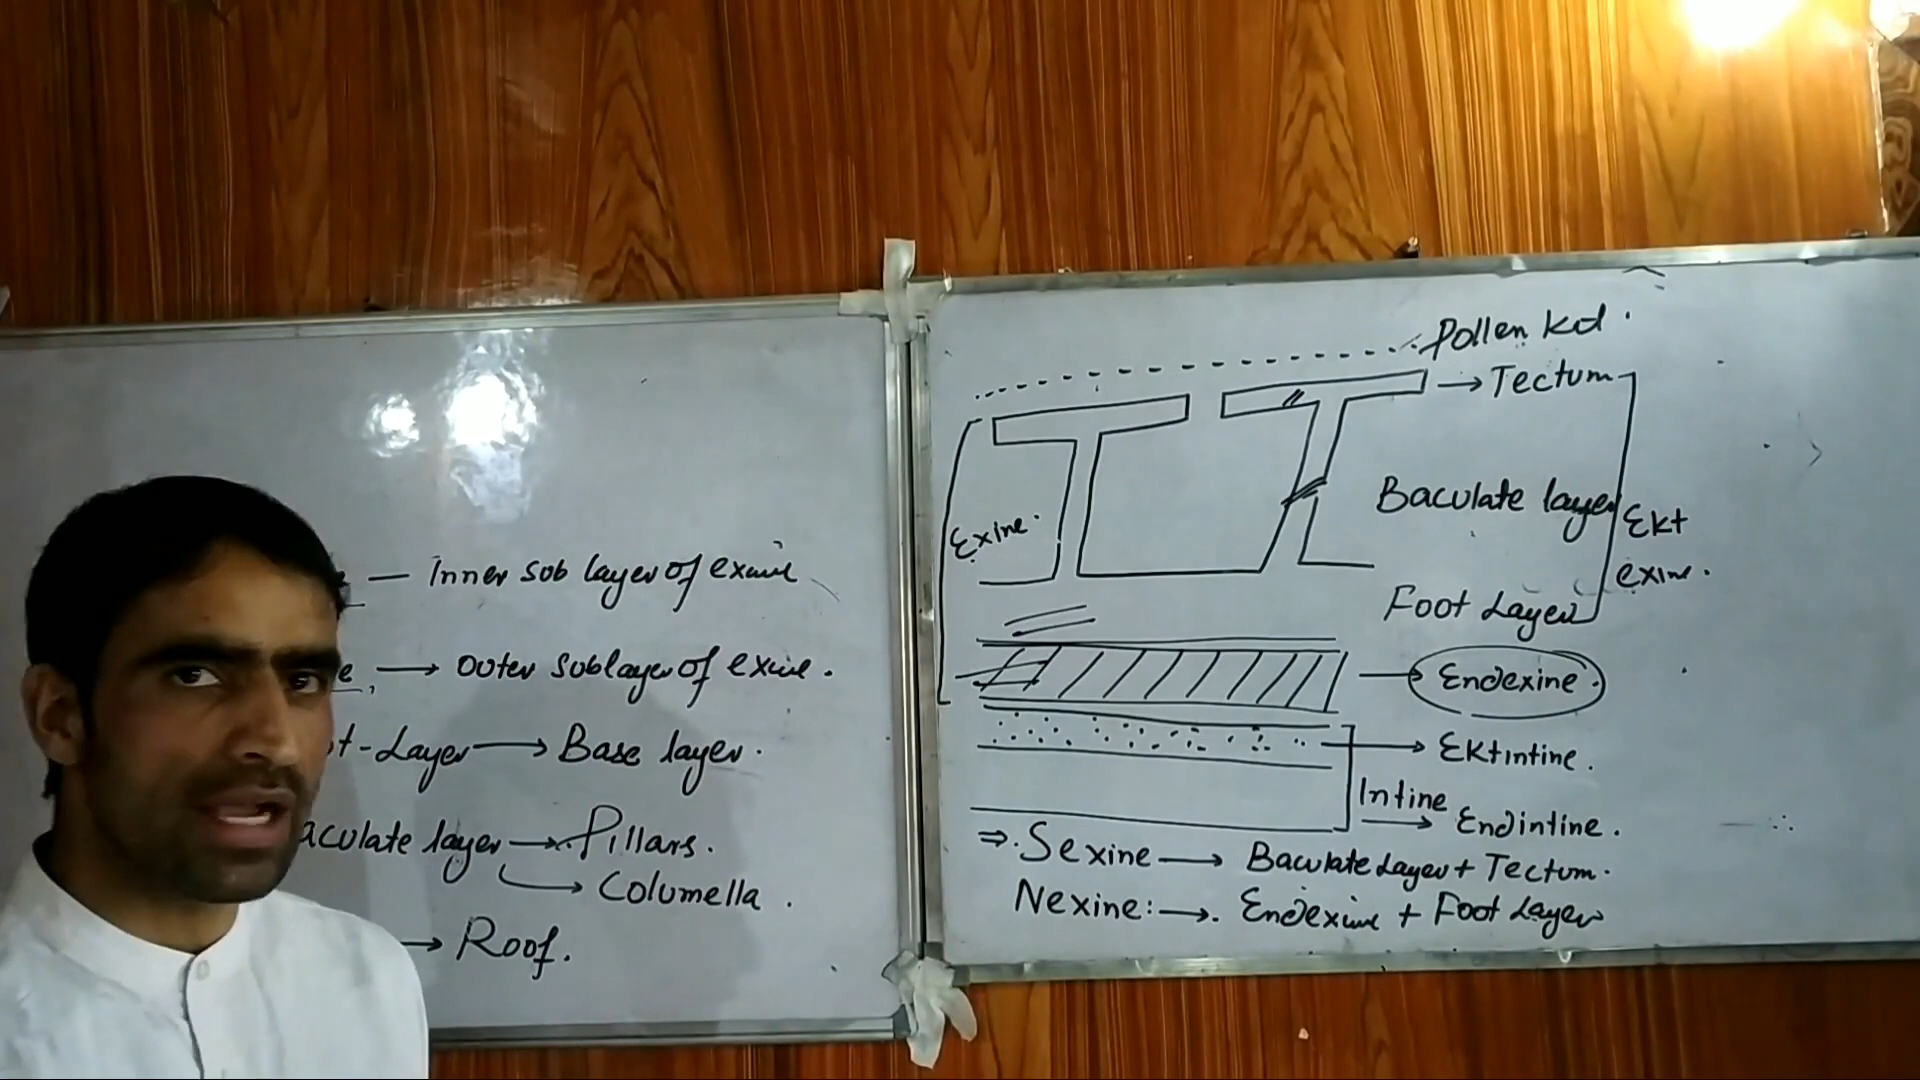 e — Inner sub layer of exine
e, → outer sublayer of exine.
t-Layer → Base layer.
aculate layer → Pillars.
→ Columella.
→ Roof.
Pollen kit.
→ Tectum
Baculate layer
Ekt
exine.
Exine.
Foot Layer
→ Endexine.
→ Ektintine.
Intine
→ Endintine.
⇒. Sexine → Baculate Layer + Tectum.
Nexine: →. Endexine + Foot Layer